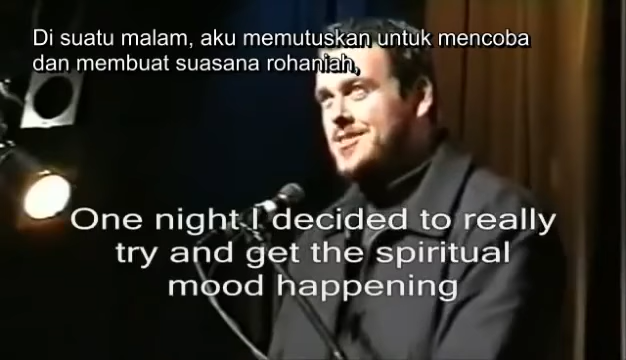 Di suatu malam, aku memutuskan untuk mencoba
dan membuat suasana rohaniah,
One night I decided to really
try and get the spiritual
mood happening